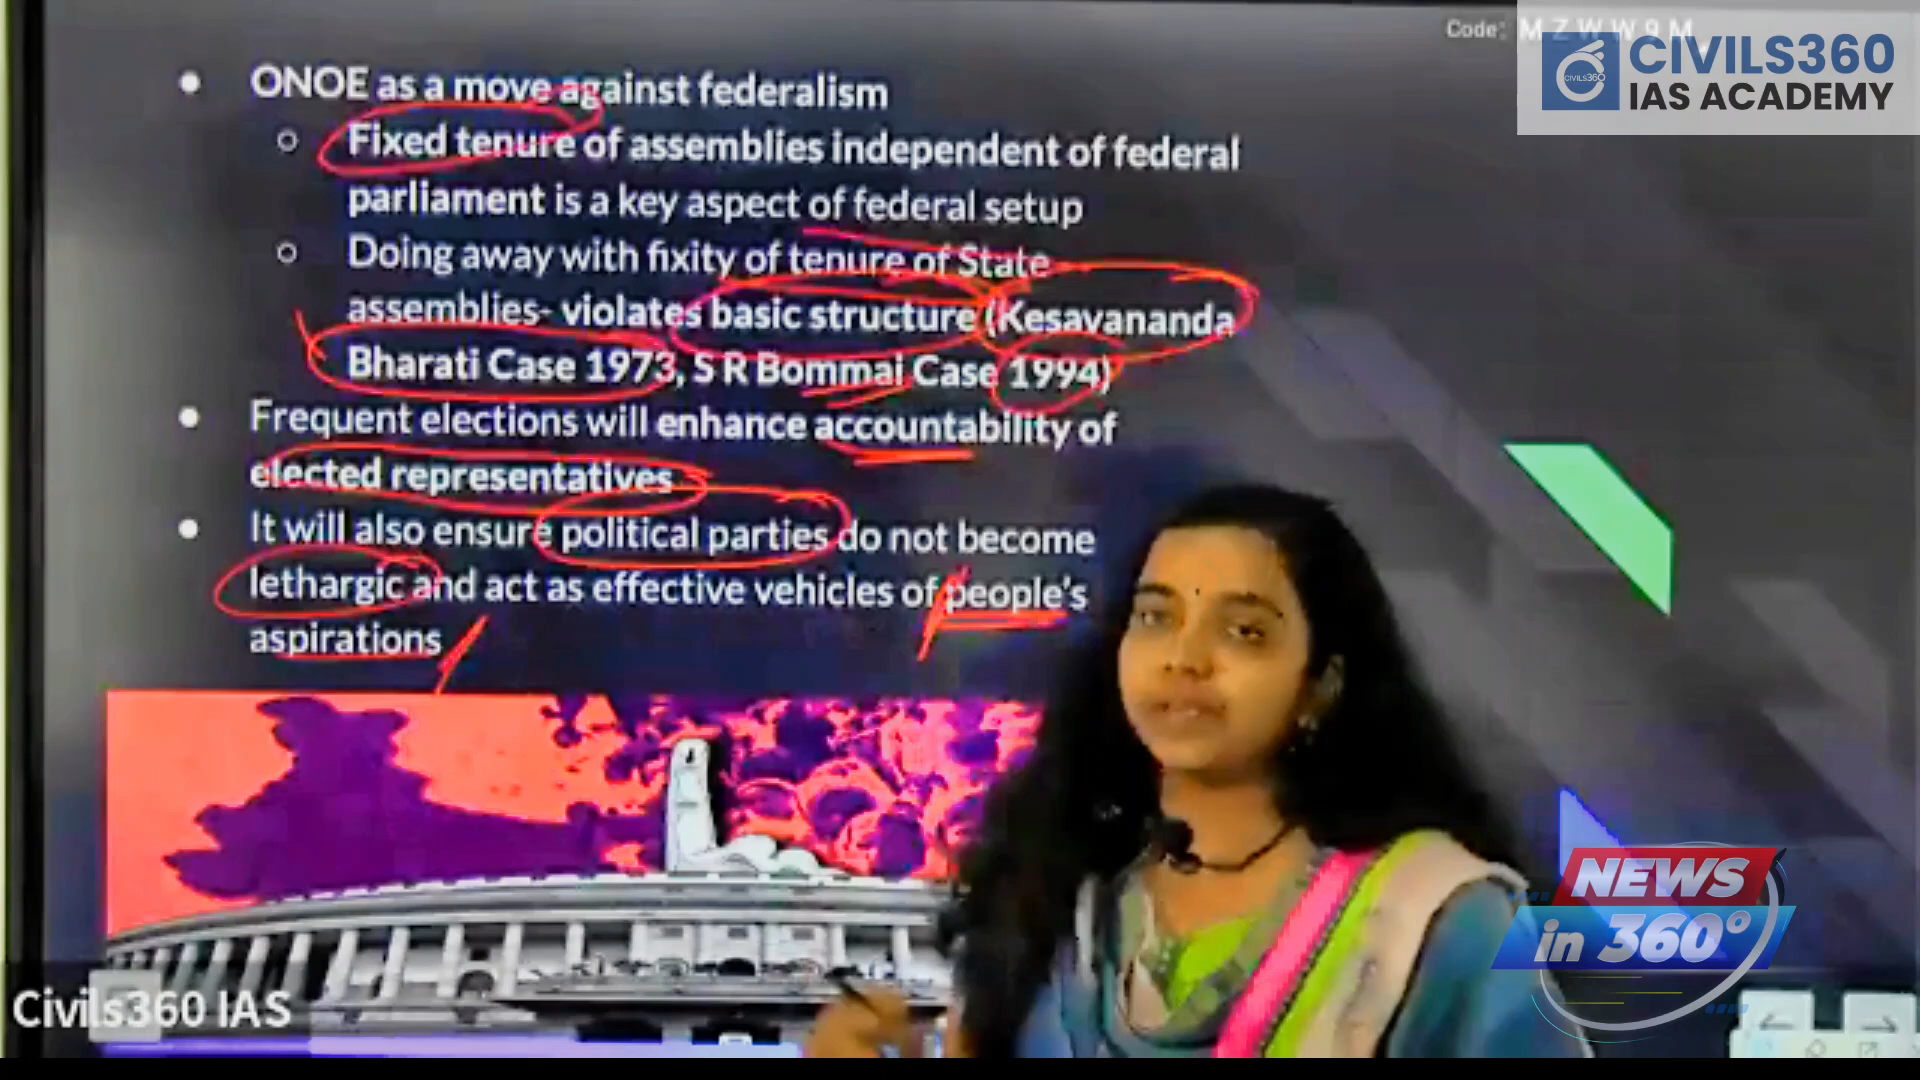 Code: M Z W W 9 M
CIVILS360
IAS ACADEMY
CIVILS360
● ONOE as a move against federalism
○ Fixed tenure of assemblies independent of federal
parliament is a key aspect of federal setup
○ Doing away with fixity of tenure of State
assemblies- violates basic structure (Kesavananda
Bharati Case 1973, S R Bommai Case 1994)
● Frequent elections will enhance accountability of
elected representatives
● It will also ensure political parties do not become
lethargic and act as effective vehicles of people's
aspirations
NEWS
in 360°
Civils360 IAS